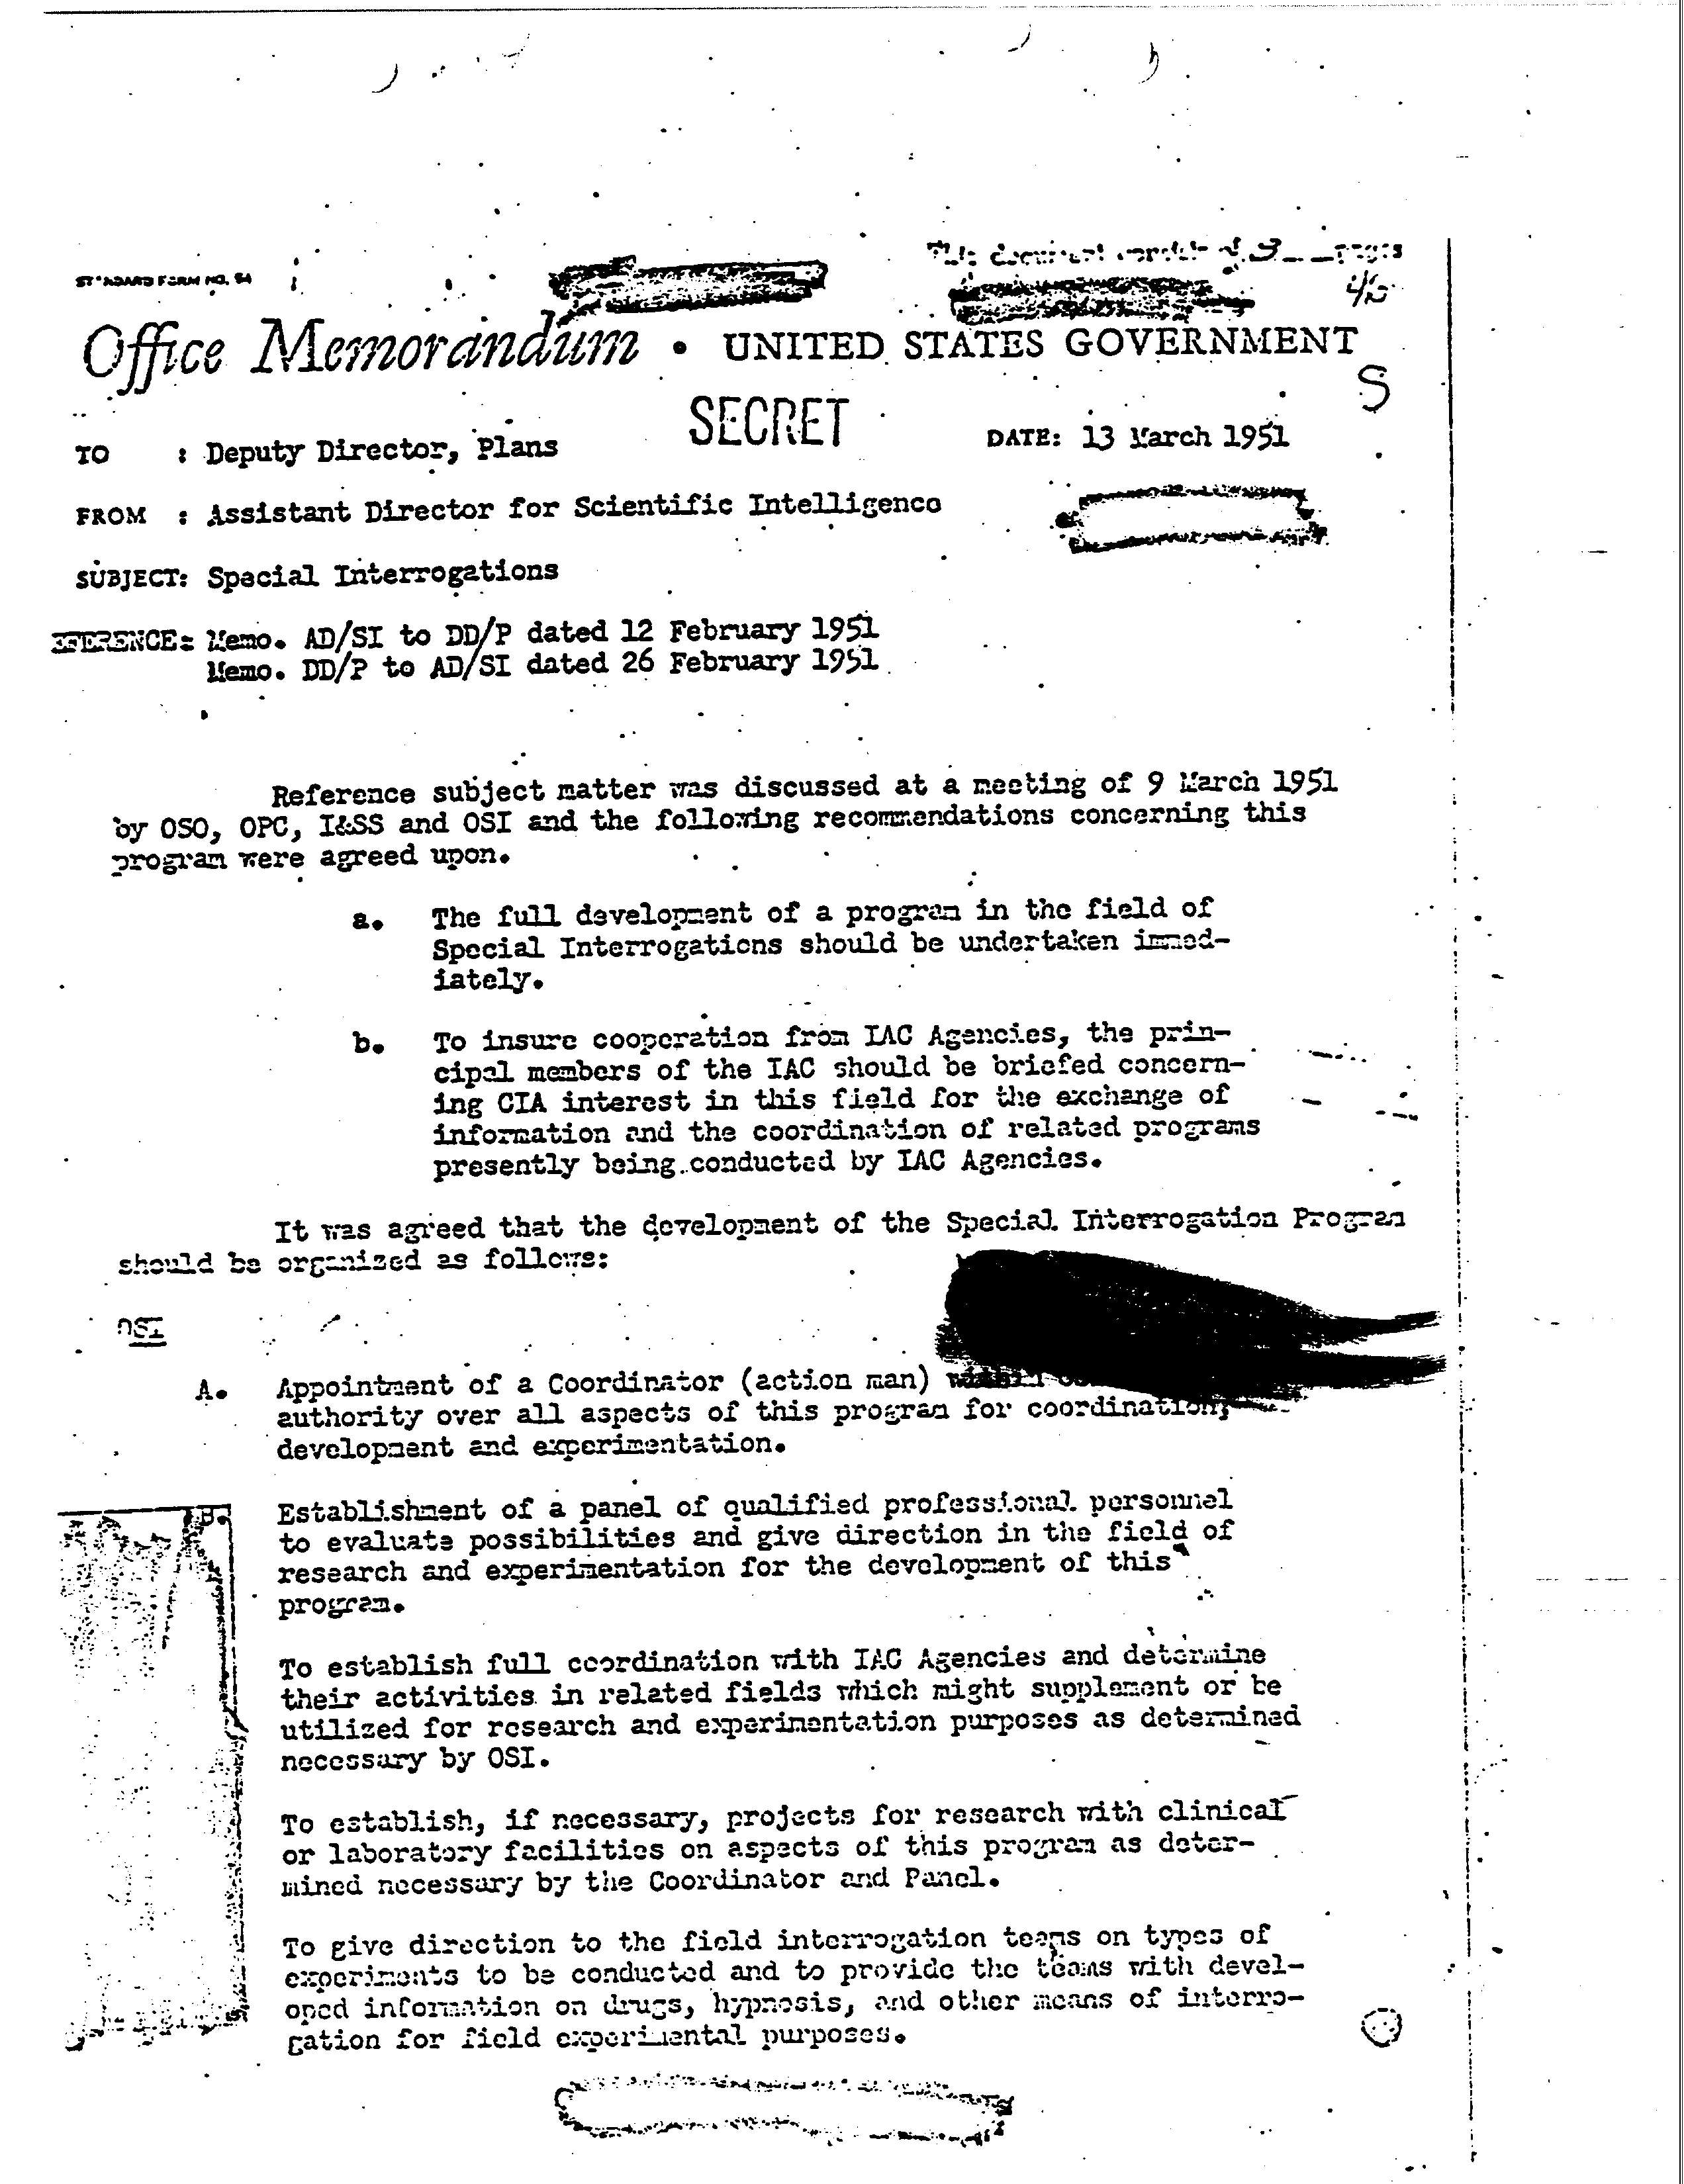 This document consists of 3 pages
STANDARD FORM NO. 64
Office Memorandum • UNITED STATES GOVERNMENT
S
SECRET
TO : Deputy Director, Plans DATE: 13 March 1951
FROM : Assistant Director for Scientific Intelligence
SUBJECT: Special Interrogations
REFERENCE: Memo. AD/SI to DD/P dated 12 February 1951
Memo. DD/P to AD/SI dated 26 February 1951
Reference subject matter was discussed at a meeting of 9 March 1951
by OSO, OPC, I&SS and OSI and the following recommendations concerning this
program were agreed upon.
a. The full development of a program in the field of
Special Interrogations should be undertaken immed-
iately.
b. To insure cooperation from IAC Agencies, the prin-
cipal members of the IAC should be briefed concern-
ing CIA interest in this field for the exchange of
information and the coordination of related programs
presently being conducted by IAC Agencies.
It was agreed that the development of the Special Interrogation Program
should be organized as follows:
OSI
A. Appointment of a Coordinator (action man)
authority over all aspects of this program for coordination,
development and experimentation.
B. Establishment of a panel of qualified professional personnel
to evaluate possibilities and give direction in the field of
research and experimentation for the development of this
program.
To establish full coordination with IAC Agencies and determine
their activities in related fields which might supplement or be
utilized for research and experimentation purposes as determined
necessary by OSI.
To establish, if necessary, projects for research with clinical
or laboratory facilities on aspects of this program as deter-
mined necessary by the Coordinator and Panel.
To give direction to the field interrogation teams on types of
experiments to be conducted and to provide the teams with devel-
oped information on drugs, hypnosis, and other means of interro-
gation for field experimental purposes.